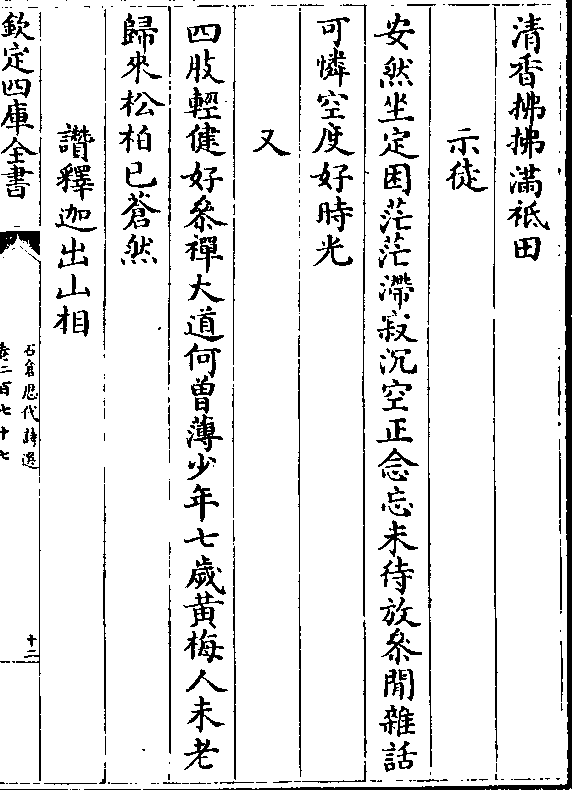 清香拂拂滿祗田
示徒
安然坐定困茫茫滯寂沉空正念忘未待放叅閒雜話
可憐空度好時光
又
四肢輕健好叅禪大道何曾薄少年七歲黃梅人未老
歸來松柏已蒼然
讃釋迦出山相
欽定四庫全書
石倉歷代詩選
卷二百七十七
十二